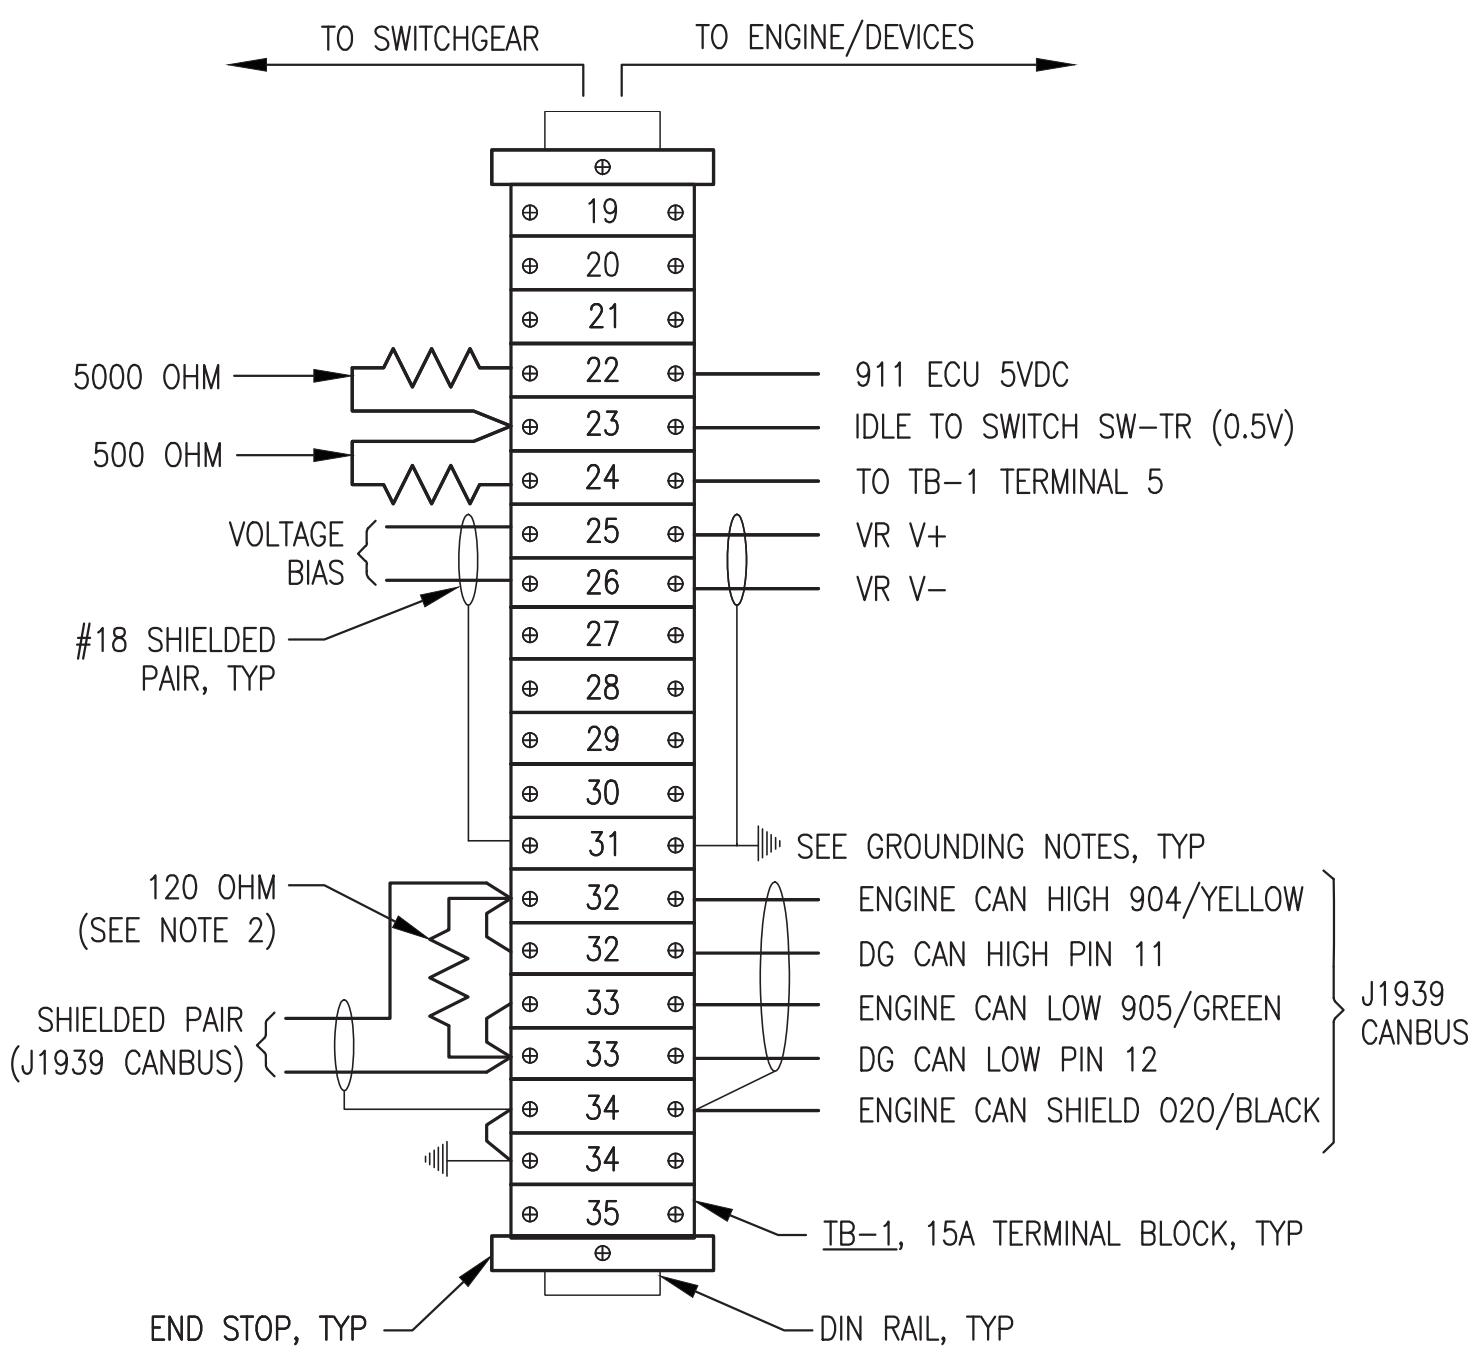 TO SWITCHGEAR
TO ENGINE/DEVICES
19
20
21
5000 OHM
22
911 ECU 5VDC
23
IDLE TO SWITCH SW-TR (0.5V)
500 OHM
24
TO TB-1 TERMINAL 5
VOLTAGE
BIAS
25
VR V+
26
VR V-
#18 SHIELDED
PAIR, TYP
27
28
29
30
31
SEE GROUNDING NOTES, TYP
120 OHM
(SEE NOTE 2)
32
ENGINE CAN HIGH 904/YELLOW
32
DG CAN HIGH PIN 11
SHIELDED PAIR
(J1939 CANBUS)
33
ENGINE CAN LOW 905/GREEN
J1939
CANBUS
33
DG CAN LOW PIN 12
34
ENGINE CAN SHIELD 020/BLACK
34
35
TB-1, 15A TERMINAL BLOCK, TYP
END STOP, TYP
DIN RAIL, TYP